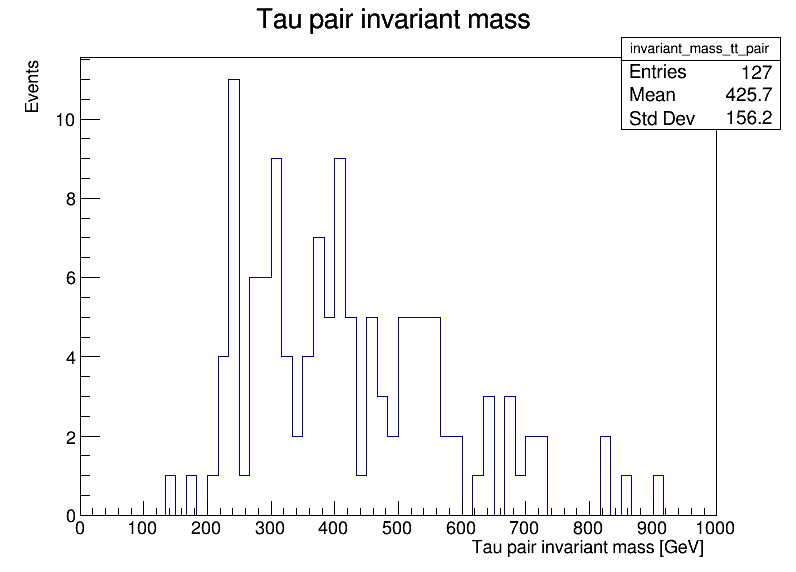 Tau pair invariant mass
invariant_mass_tt_pair
Entries 127
Mean 425.7
Std Dev 156.2
Events
10
8
6
4
2
0
0 100 200 300 400 500 600 700 800 900 1000
Tau pair invariant mass [GeV]